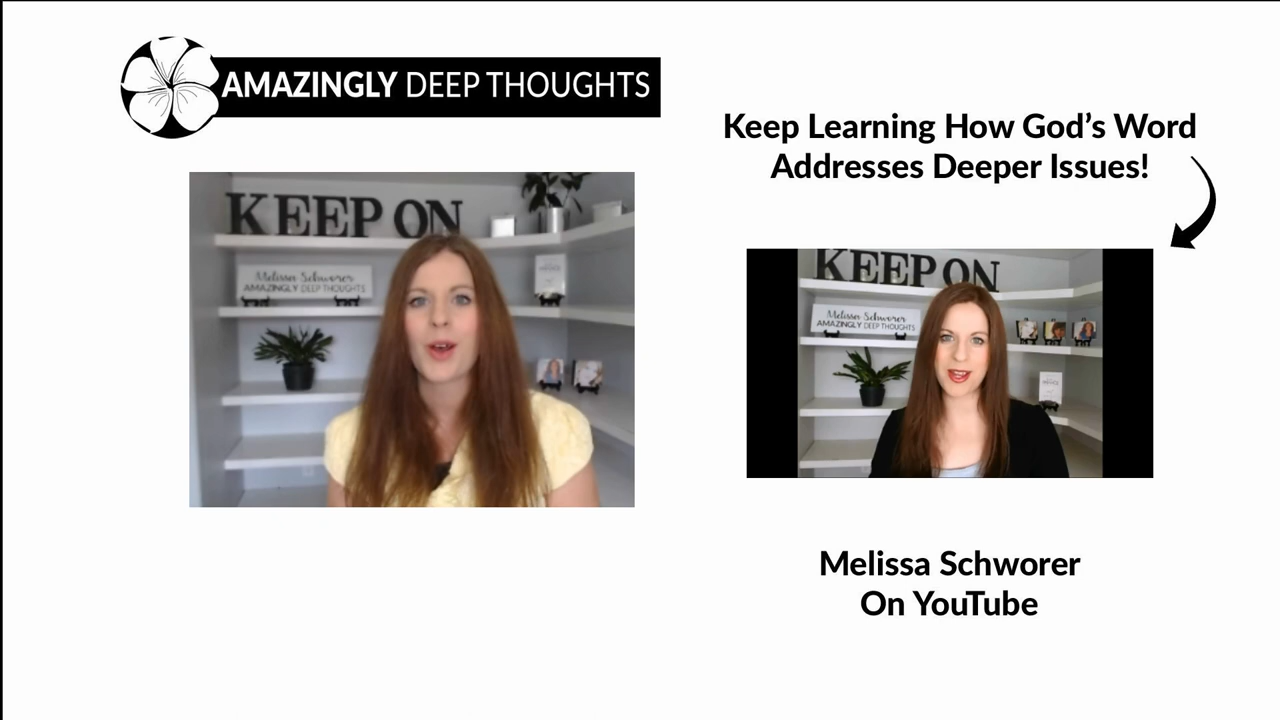 AMAZINGLY DEEP THOUGHTS
Keep Learning How God's Word
Addresses Deeper Issues!
KEEP ON
Melissa Schworer
AMAZINGLY DEEP THOUGHTS
KEEP ON
Melissa Schworer
AMAZINGLY DEEP THOUGHTS
Melissa Schworer
On YouTube